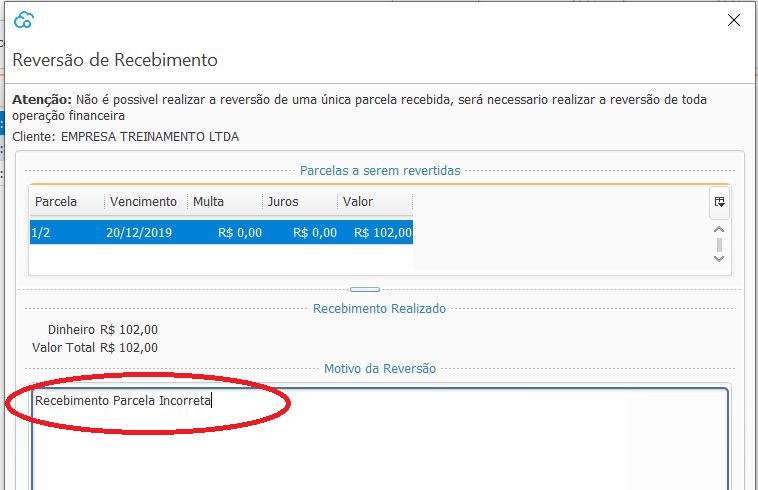 Reversão de Recebimento
Atenção: Não é possivel realizar a reversão de uma única parcela recebida, será necessario realizar a reversão de toda
operação financeira
Cliente: EMPRESA TREINAMENTO LTDA
Parcelas a serem revertidas
Parcela Vencimento Multa Juros Valor
1/2 20/12/2019 R$ 0,00 R$ 0,00 R$ 102,00
Recebimento Realizado
Dinheiro R$ 102,00
Valor Total R$ 102,00
Motivo da Reversão
Recebimento Parcela Incorreta